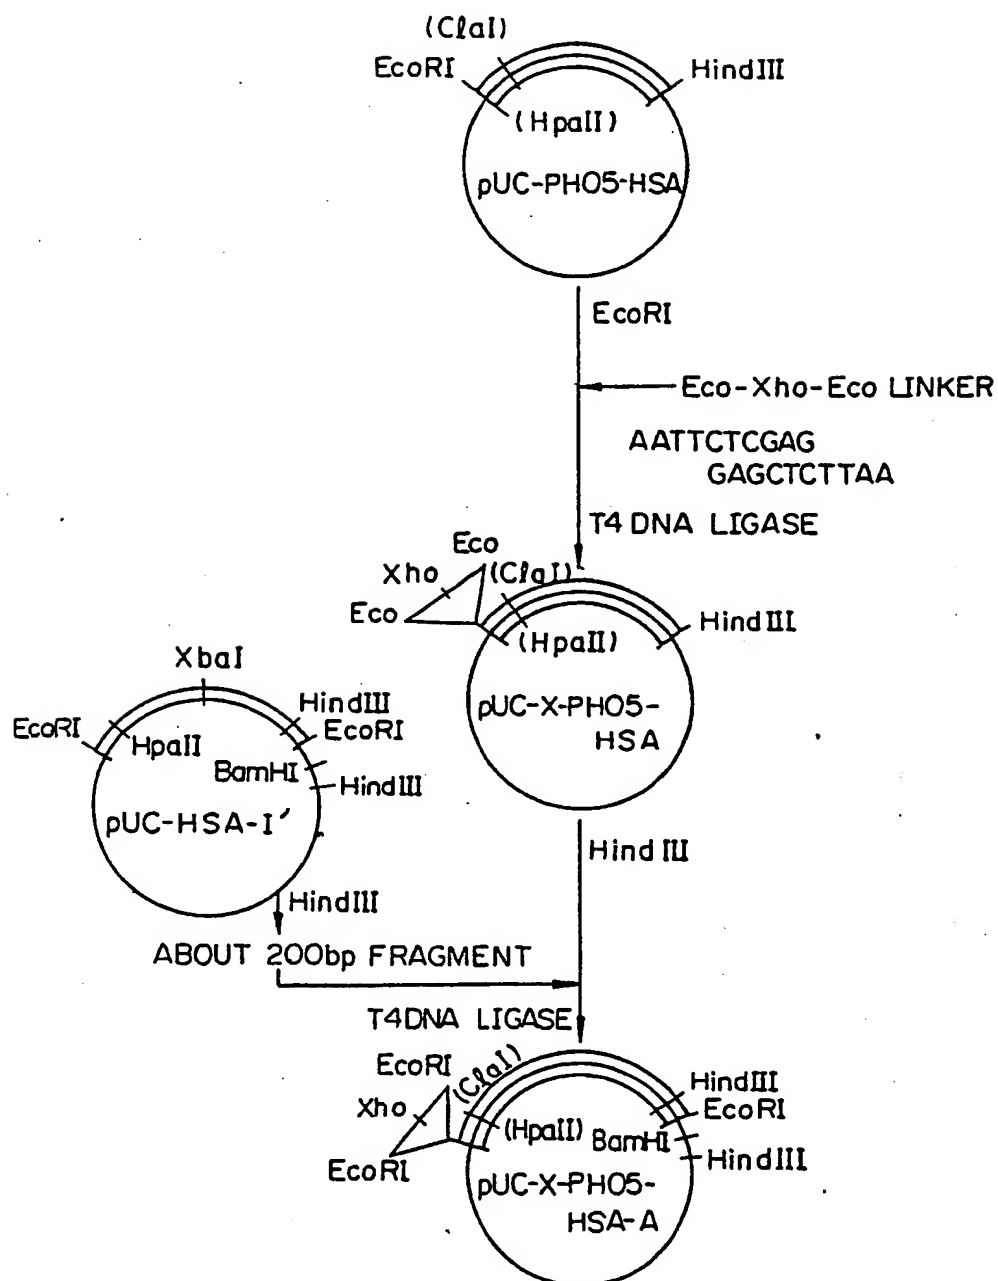 (ClaI)
EcoRI
HindIII
(HpaII)
pUC-PHO5-HSA
EcoRI
Eco-Xho-Eco LINKER
AATTCTCGAG
GAGCTCTTAA
T4 DNA LIGASE
Eco
Xho
(ClaI)
Eco
HindIII
(HpaII)
pUC-X-PHO5-
HSA
XbaI
HindIII
EcoRI
EcoRI
HpaII
BamHI
HindIII
pUC-HSA-I'
HindIII
HindIII
ABOUT 200bp FRAGMENT
T4DNA LIGASE
EcoRI
(ClaI)
Xho
HindIII
EcoRI
(HpaII)
BamHI
EcoRI
HindIII
pUC-X-PHO5-
HSA-A